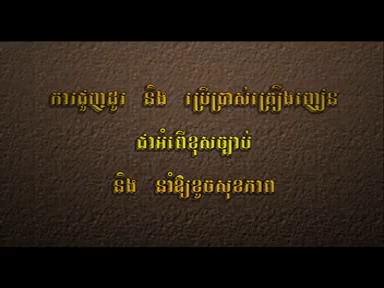 ការជួញដូរ និង ប្រើប្រាស់គ្រឿងញៀន
ជាអំពើខុសច្បាប់
និង នាំឱ្យខូចសុខភាព